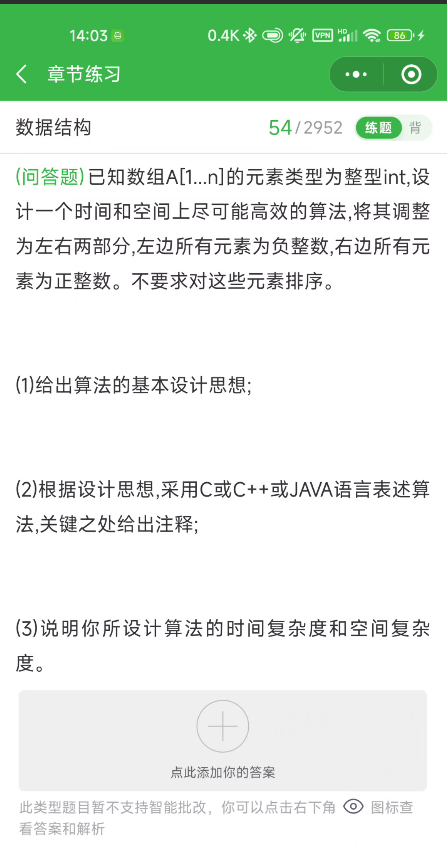 14:03 0.4K VPN HD 86
章节练习
数据结构 54/2952 练题 背
(问答题)已知数组A[1...n]的元素类型为整型int,设
计一个时间和空间上尽可能高效的算法,将其调整
为左右两部分,左边所有元素为负整数,右边所有元
素为正整数。不要求对这些元素排序。
(1)给出算法的基本设计思想;
(2)根据设计思想,采用C或C++或JAVA语言表述算
法,关键之处给出注释;
(3)说明你所设计算法的时间复杂度和空间复杂
度。
点此添加你的答案
此类型题目暂不支持智能批改，你可以点击右下角 图标查
看答案和解析